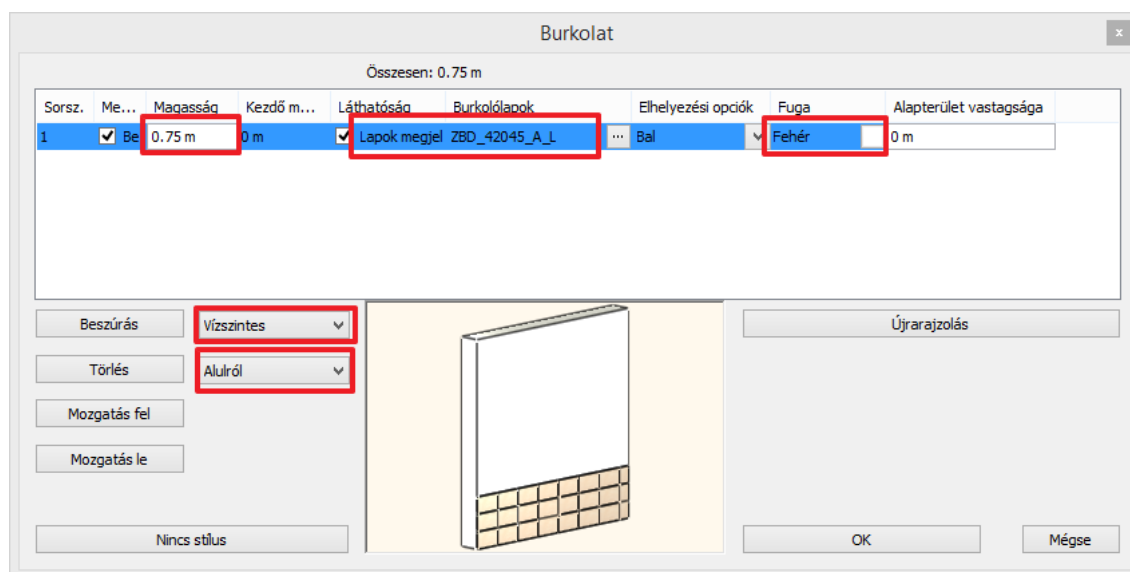 Burkolat
x
Összesen: 0.75 m
Sorsz. Me... Magasság Kezdő m... Láthatóság Burkolólapok Elhelyezési opciók Fuga Alapterület vastagsága
1 Be 0.75 m 0 m Lapok megjel ZBD_42045_A_L ... Bal Fehér 0 m
Beszúrás Vízszintes Újrarajzolás
Törlés Alulról
Mozgatás fel
Mozgatás le
Nincs stílus OK Mégse